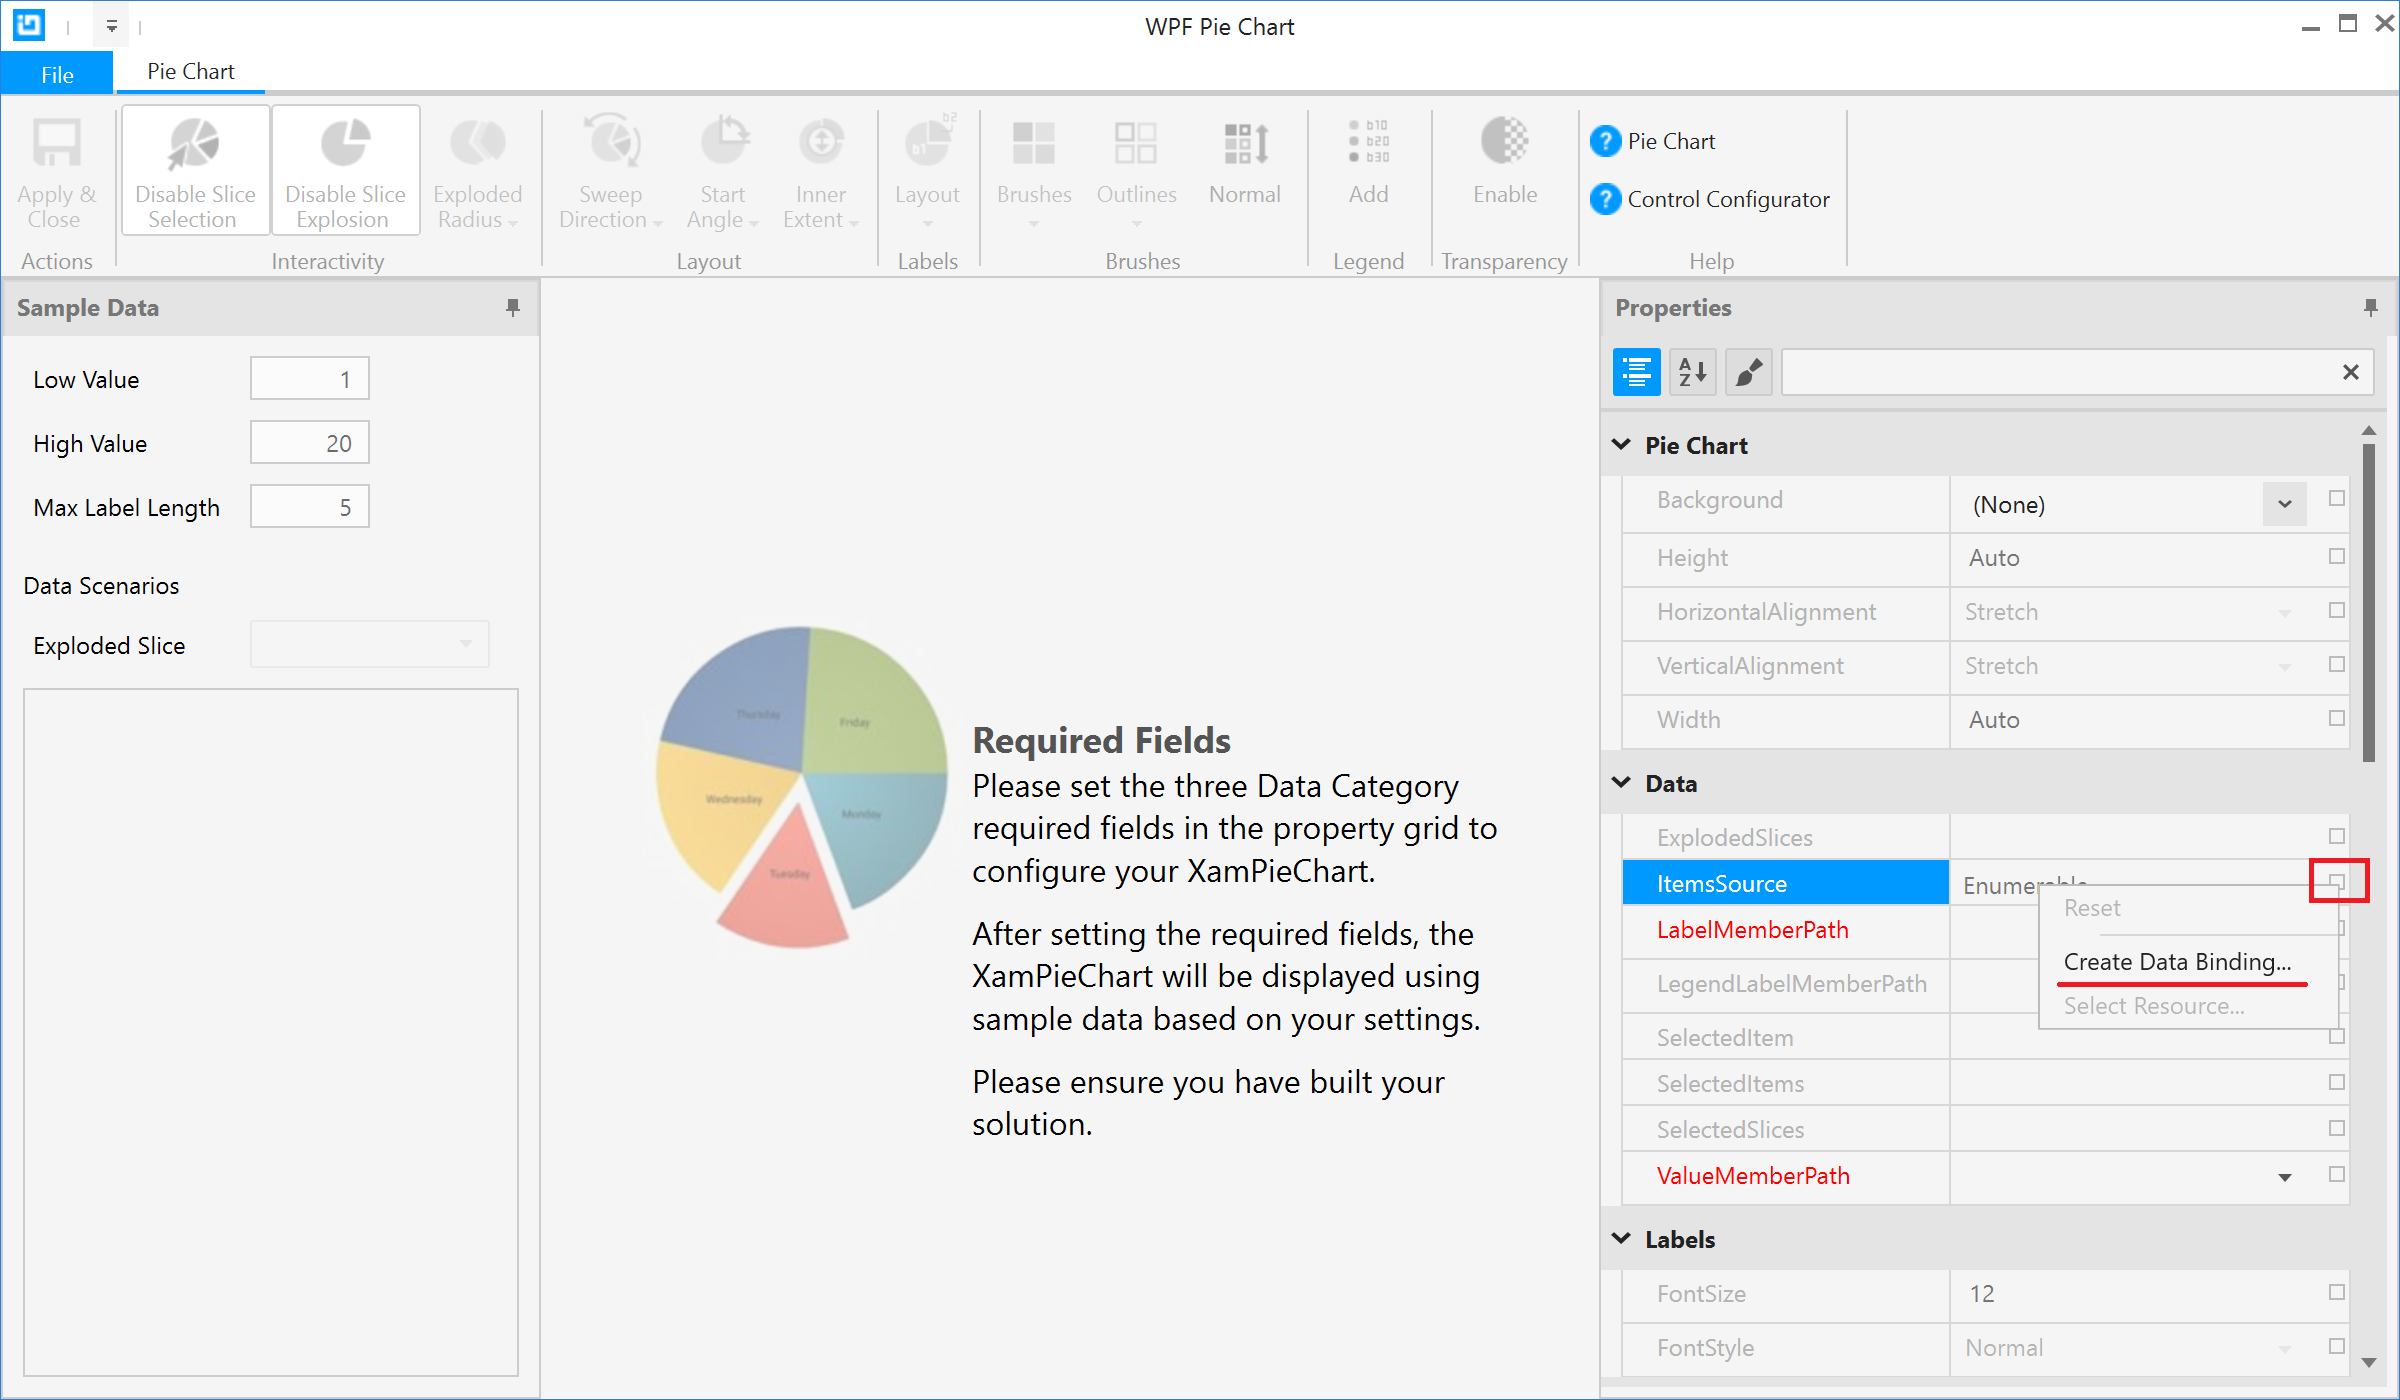 WPF Pie Chart
File
Pie Chart
Apply &
Close
Actions
Disable Slice
Selection
Disable Slice
Explosion
Exploded
Radius
Interactivity
Sweep
Direction
Start
Angle
Inner
Extent
Layout
b1
b2
Layout
Labels
Brushes
Outlines
Normal
Brushes
b10
b20
b30
Add
Legend
Enable
Transparency
? Pie Chart
? Control Configurator
Help
Sample Data
Low Value 1
High Value 20
Max Label Length 5
Data Scenarios
Exploded Slice
Thursday
Friday
Wednesday
Monday
Tuesday
Required Fields
Please set the three Data Category
required fields in the property grid to
configure your XamPieChart.
After setting the required fields, the
XamPieChart will be displayed using
sample data based on your settings.
Please ensure you have built your
solution.
Properties
A
Z
Pie Chart
Background (None)
Height Auto
HorizontalAlignment Stretch
VerticalAlignment Stretch
Width Auto
Data
ExplodedSlices
ItemsSource Enumerable
LabelMemberPath
LegendLabelMemberPath
SelectedItem
SelectedItems
SelectedSlices
ValueMemberPath
Reset
Create Data Binding...
Select Resource...
Labels
FontSize 12
FontStyle Normal